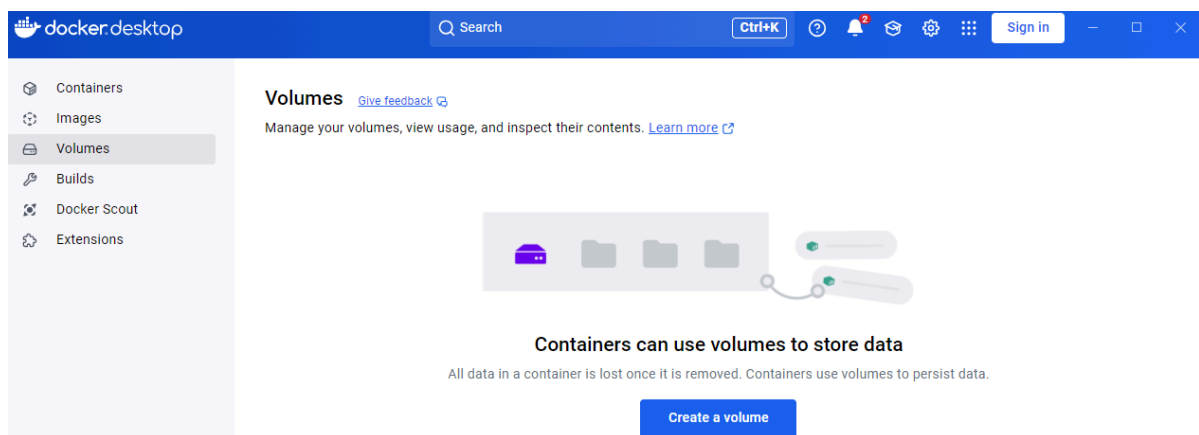 docker.desktop Search Ctrl+K 2 Sign in
Containers
Images
Volumes
Builds
Docker Scout
Extensions
Volumes Give feedback
Manage your volumes, view usage, and inspect their contents. Learn more
Containers can use volumes to store data
All data in a container is lost once it is removed. Containers use volumes to persist data.
Create a volume